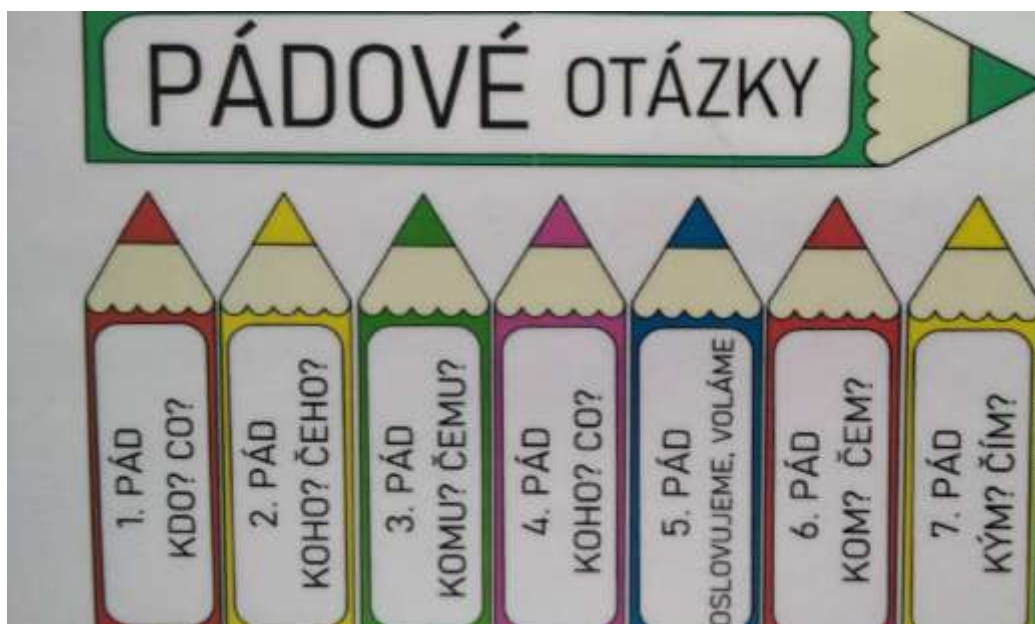 PÁDOVÉ OTÁZKY
1. PÁD
KDO? CO?
2. PÁD
KOHO? ČEHO?
3. PÁD
KOMU? ČEMU?
4. PÁD
KOHO? CO?
5. PÁD
OSLOVUJEME, VOLÁME
6. PÁD
KOM? ČEM?
7. PÁD
KÝM? ČÍM?